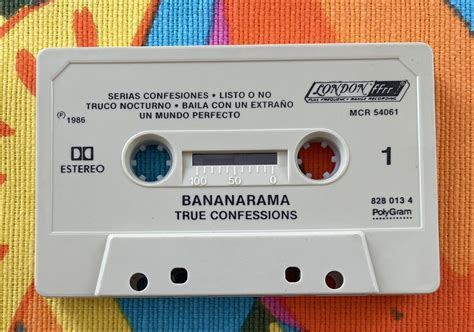 SERIAS CONFESIONES • LISTO O NO
TRUCO NOCTURNO • BAILA CON UN EXTRAÑO
UN MUNDO PERFECTO
LONDON ffrr
FULL FREQUENCY RANGE RECORDING
MCR 54061
Ⓟ 1986
ESTEREO
100 50 0
1
BANANARAMA
TRUE CONFESSIONS
828 013 4
PolyGram